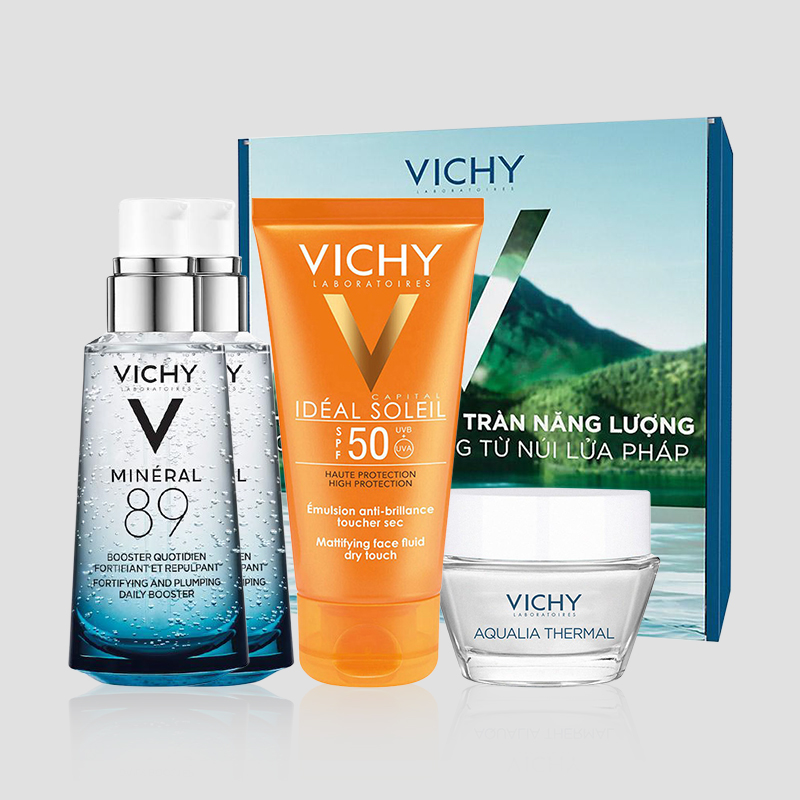 VICHY
LABORATOIRES
TRÀN NĂNG LƯỢNG
TỪ NÚI LỬA PHÁP
VICHY
LABORATOIRES
MINÉRAL
89
BOOSTER QUOTIDIEN
FORTIFIANT ET REPULPANT
FORTIFYING AND PLUMPING
DAILY BOOSTER
VICHY
LABORATOIRES
CAPITAL
IDÉAL SOLEIL
SPF 50 UVB + UVA
HAUTE PROTECTION
HIGH PROTECTION
Émulsion anti-brillance
toucher sec
Mattifying face fluid
dry touch
VICHY
LABORATOIRES
AQUALIA THERMAL